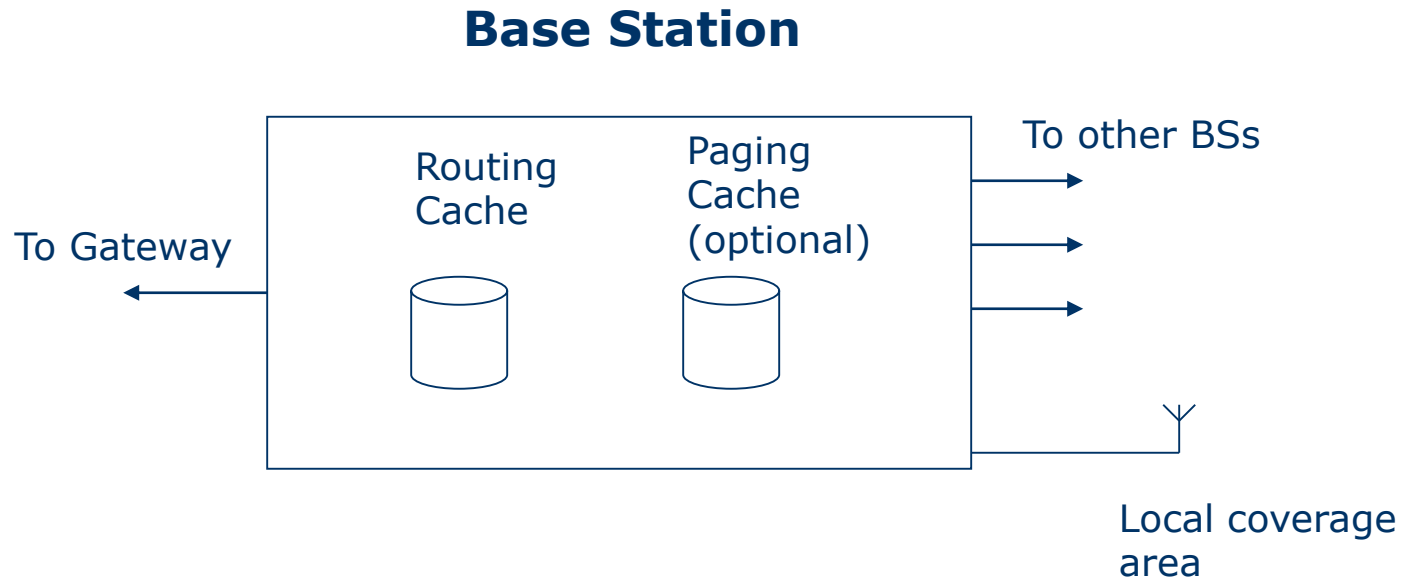 Base Station
To Gateway
Routing
Cache
Paging
Cache
(optional)
To other BSs
Local coverage
area